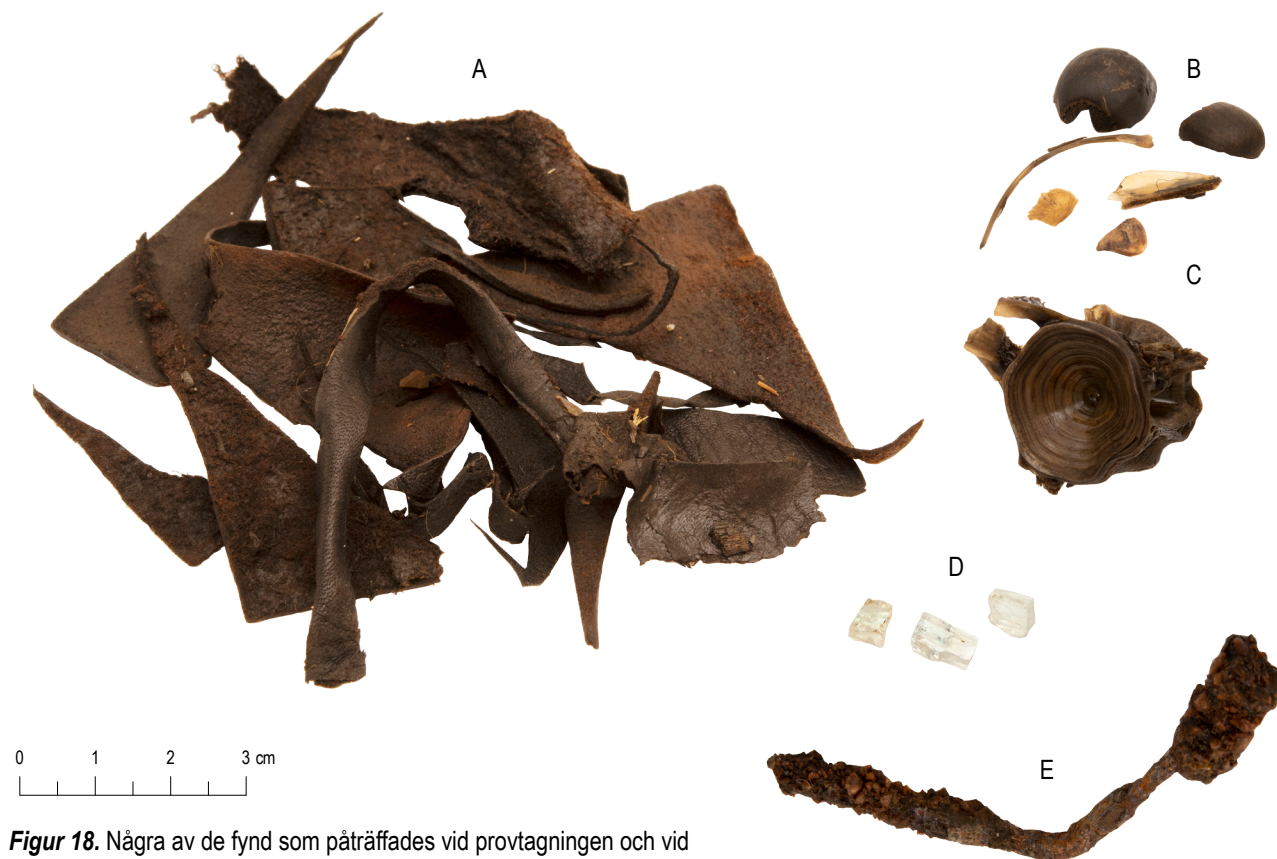 A
B
C
D
E
0 1 2 3 cm
Figur 18. Några av de fynd som påträffades vid provtagningen och vid